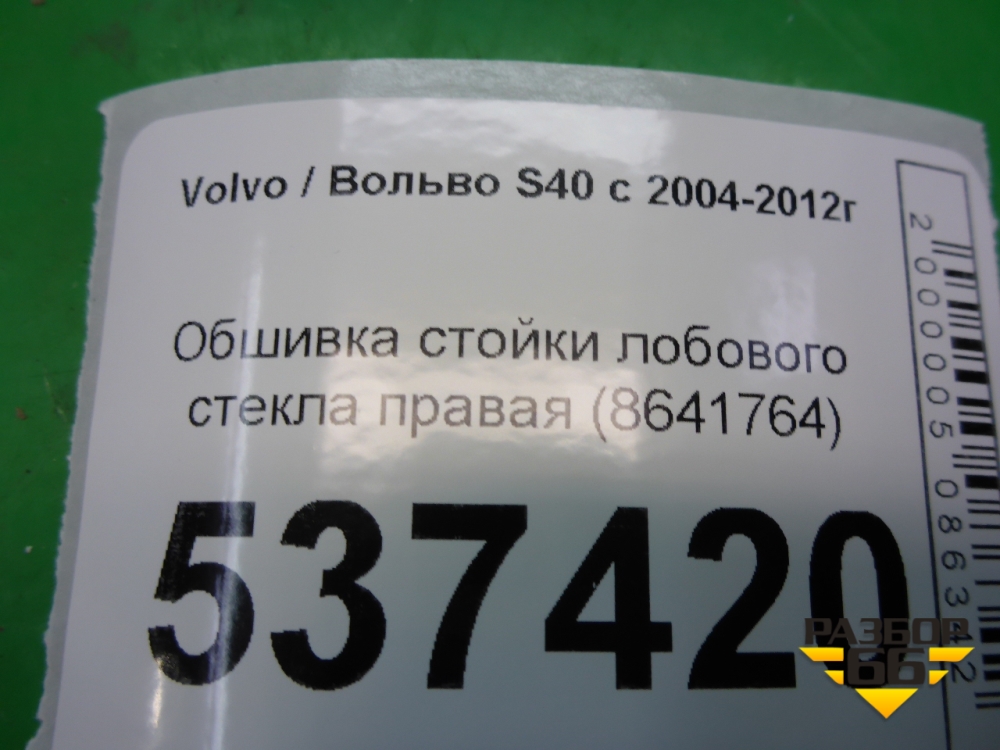 Volvo / Вольво S40 с 2004-2012г
Обшивка стойки лобового
стекла правая (8641764)
537420
2000005086342
РАЗБОР
66